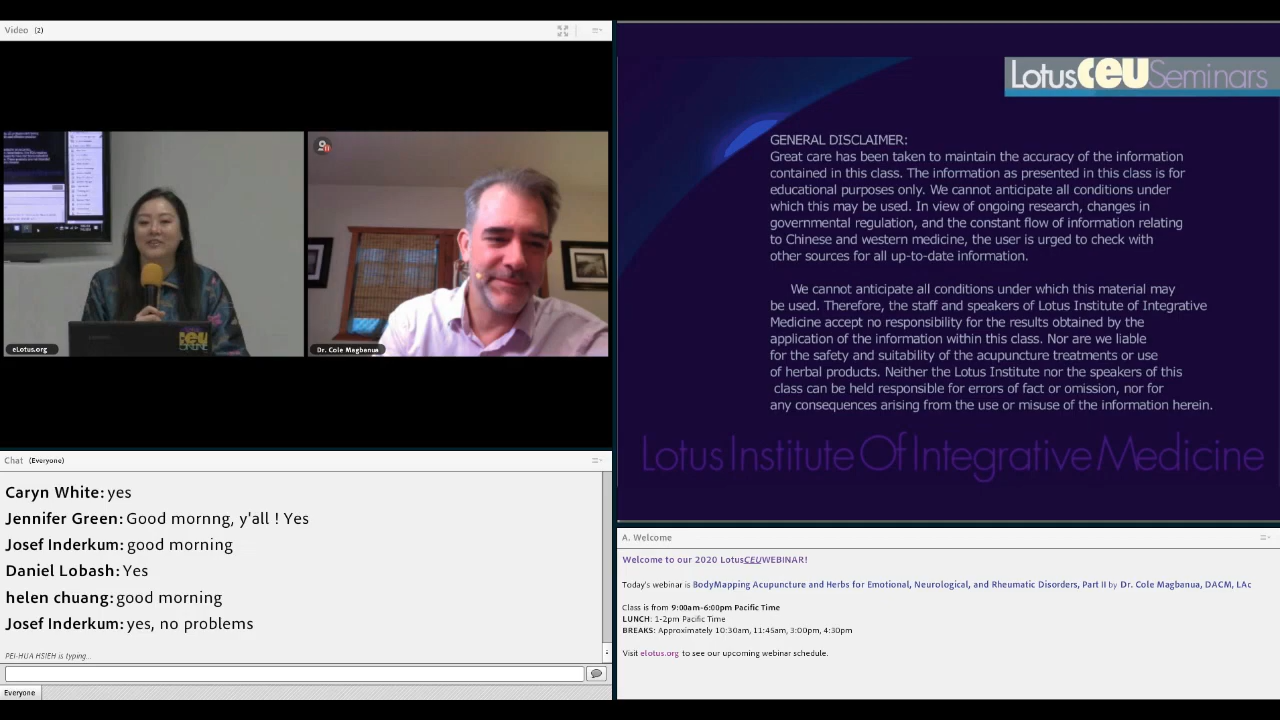 Video (2)
eLotus.org
CEU
Dr. Cole Magbanua
Chat (Everyone)
Caryn White: yes
Jennifer Green: Good mornng, y'all ! Yes
Josef Inderkum: good morning
Daniel Lobash: Yes
helen chuang: good morning
Josef Inderkum: yes, no problems
PEI-HUA HSIEH is typing...
Everyone
LotusCEUSeminars
GENERAL DISCLAIMER:
Great care has been taken to maintain the accuracy of the information
contained in this class. The information as presented in this class is for
educational purposes only. We cannot anticipate all conditions under
which this may be used. In view of ongoing research, changes in
governmental regulation, and the constant flow of information relating
to Chinese and western medicine, the user is urged to check with
other sources for all up-to-date information.
We cannot anticipate all conditions under which this material may
be used. Therefore, the staff and speakers of Lotus Institute of Integrative
Medicine accept no responsibility for the results obtained by the
application of the information within this class. Nor are we liable
for the safety and suitability of the acupuncture treatments or use
of herbal products. Neither the Lotus Institute nor the speakers of this
class can be held responsible for errors of fact or omission, nor for
any consequences arising from the use or misuse of the information herein.
Lotus Institute Of Integrative Medicine
A. Welcome
Welcome to our 2020 LotusCEUWEBINAR!
Today's webinar is BodyMapping Acupuncture and Herbs for Emotional, Neurological, and Rheumatic Disorders, Part II by Dr. Cole Magbanua, DACM, LAc
Class is from 9:00am-6:00pm Pacific Time
LUNCH: 1-2pm Pacific Time
BREAKS: Approximately 10:30am, 11:45am, 3:00pm, 4:30pm
Visit elotus.org to see our upcoming webinar schedule.